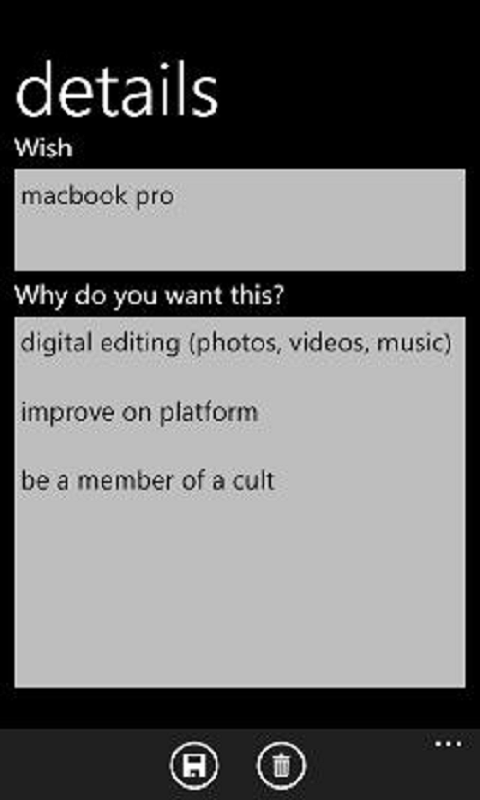 details
Wish
macbook pro
Why do you want this?
digital editing (photos, videos, music)
improve on platform
be a member of a cult